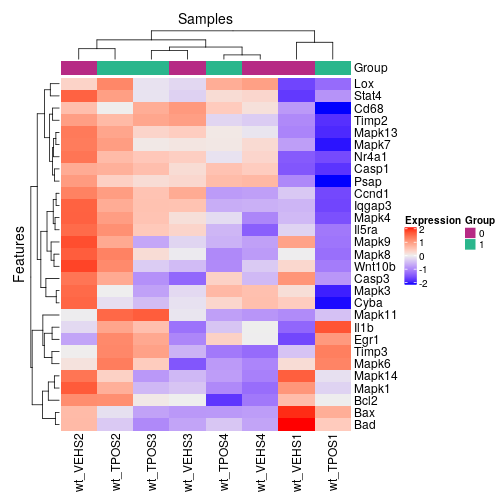 Samples
Group
Lox
Stat4
Cd68
Timp2
Mapk13
Mapk7
Nr4a1
Casp1
Psap
Ccnd1
Iqgap3
Mapk4
Il5ra
Mapk9
Mapk8
Wnt10b
Casp3
Mapk3
Cyba
Mapk11
Il1b
Egr1
Timp3
Mapk6
Mapk14
Mapk1
Bcl2
Bax
Bad
Features
Expression Group
2 0
1 1
0
-1
-2
wt_VEHS2
wt_TPOS2
wt_TPOS3
wt_VEHS3
wt_TPOS4
wt_VEHS4
wt_VEHS1
wt_TPOS1